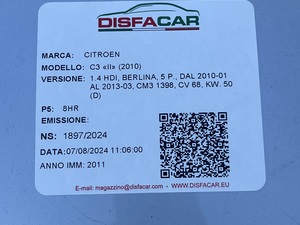 DISFACAR
MARCA: CITROEN
MODELLO: C3 «II» (2010)
VERSIONE: 1.4 HDI, BERLINA, 5 P., DAL 2010-01
AL 2013-03, CM3 1398, CV 68, KW. 50
(D)
P5: 8HR
EMISSIONE:
NS: 1897/2024
DATA:07/08/2024 11:06:00
ANNO IMM: 2011
E-mail: magazzino@disfacar.com - WWW.DISFACAR.EU